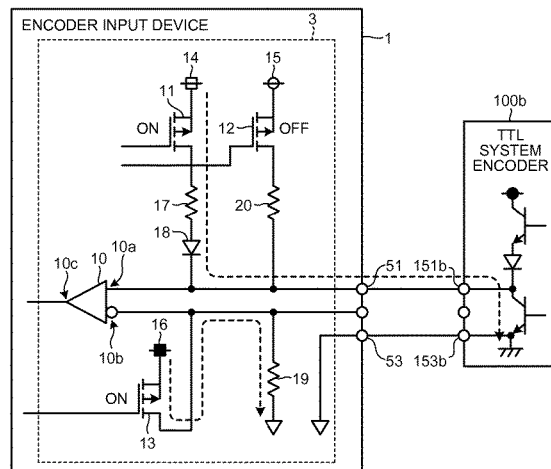 ENCODER INPUT DEVICE
3
1
14
15
11
12
ON
OFF
100b
TTL
SYSTEM
ENCODER
17
20
18
10c
10
10a
51
151b
10b
16
53
153b
19
ON
13